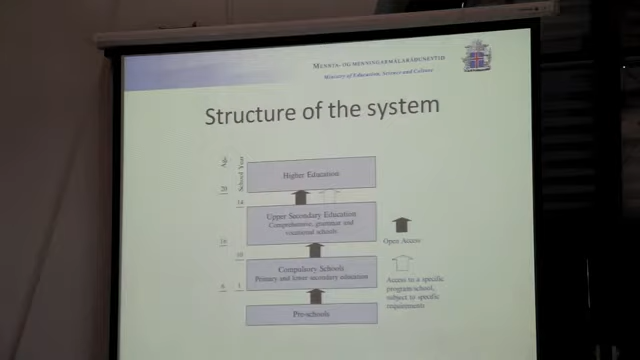 MENNTA- OG MENNINGARMÁLARÁÐUNEYTIÐ
Ministry of Education, Science and Culture
Structure of the system
Age
School Year
Higher Education
20
14
Upper Secondary Education
Comprehensive, grammar and
vocational schools
Open Access
16
10
Compulsory Schools
Primary and lower secondary education
Access to a specific
program/school,
subject to specific
requirements
6
1
Pre-schools